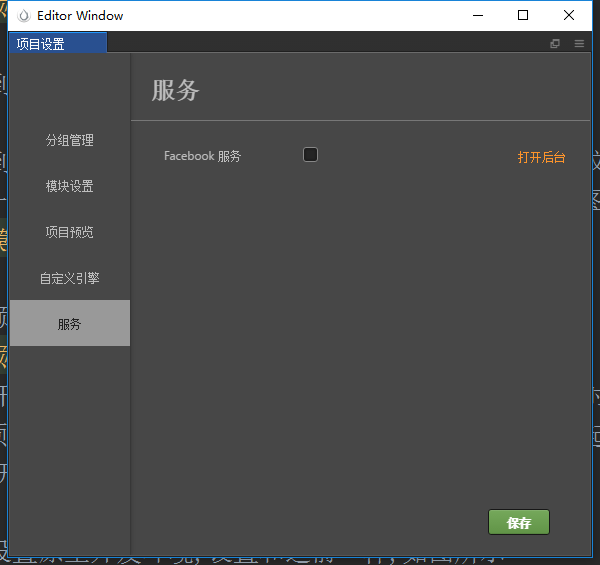 Editor Window
项目设置
服务
分组管理
模块设置
项目预览
自定义引擎
服务
Facebook 服务
打开后台
保存